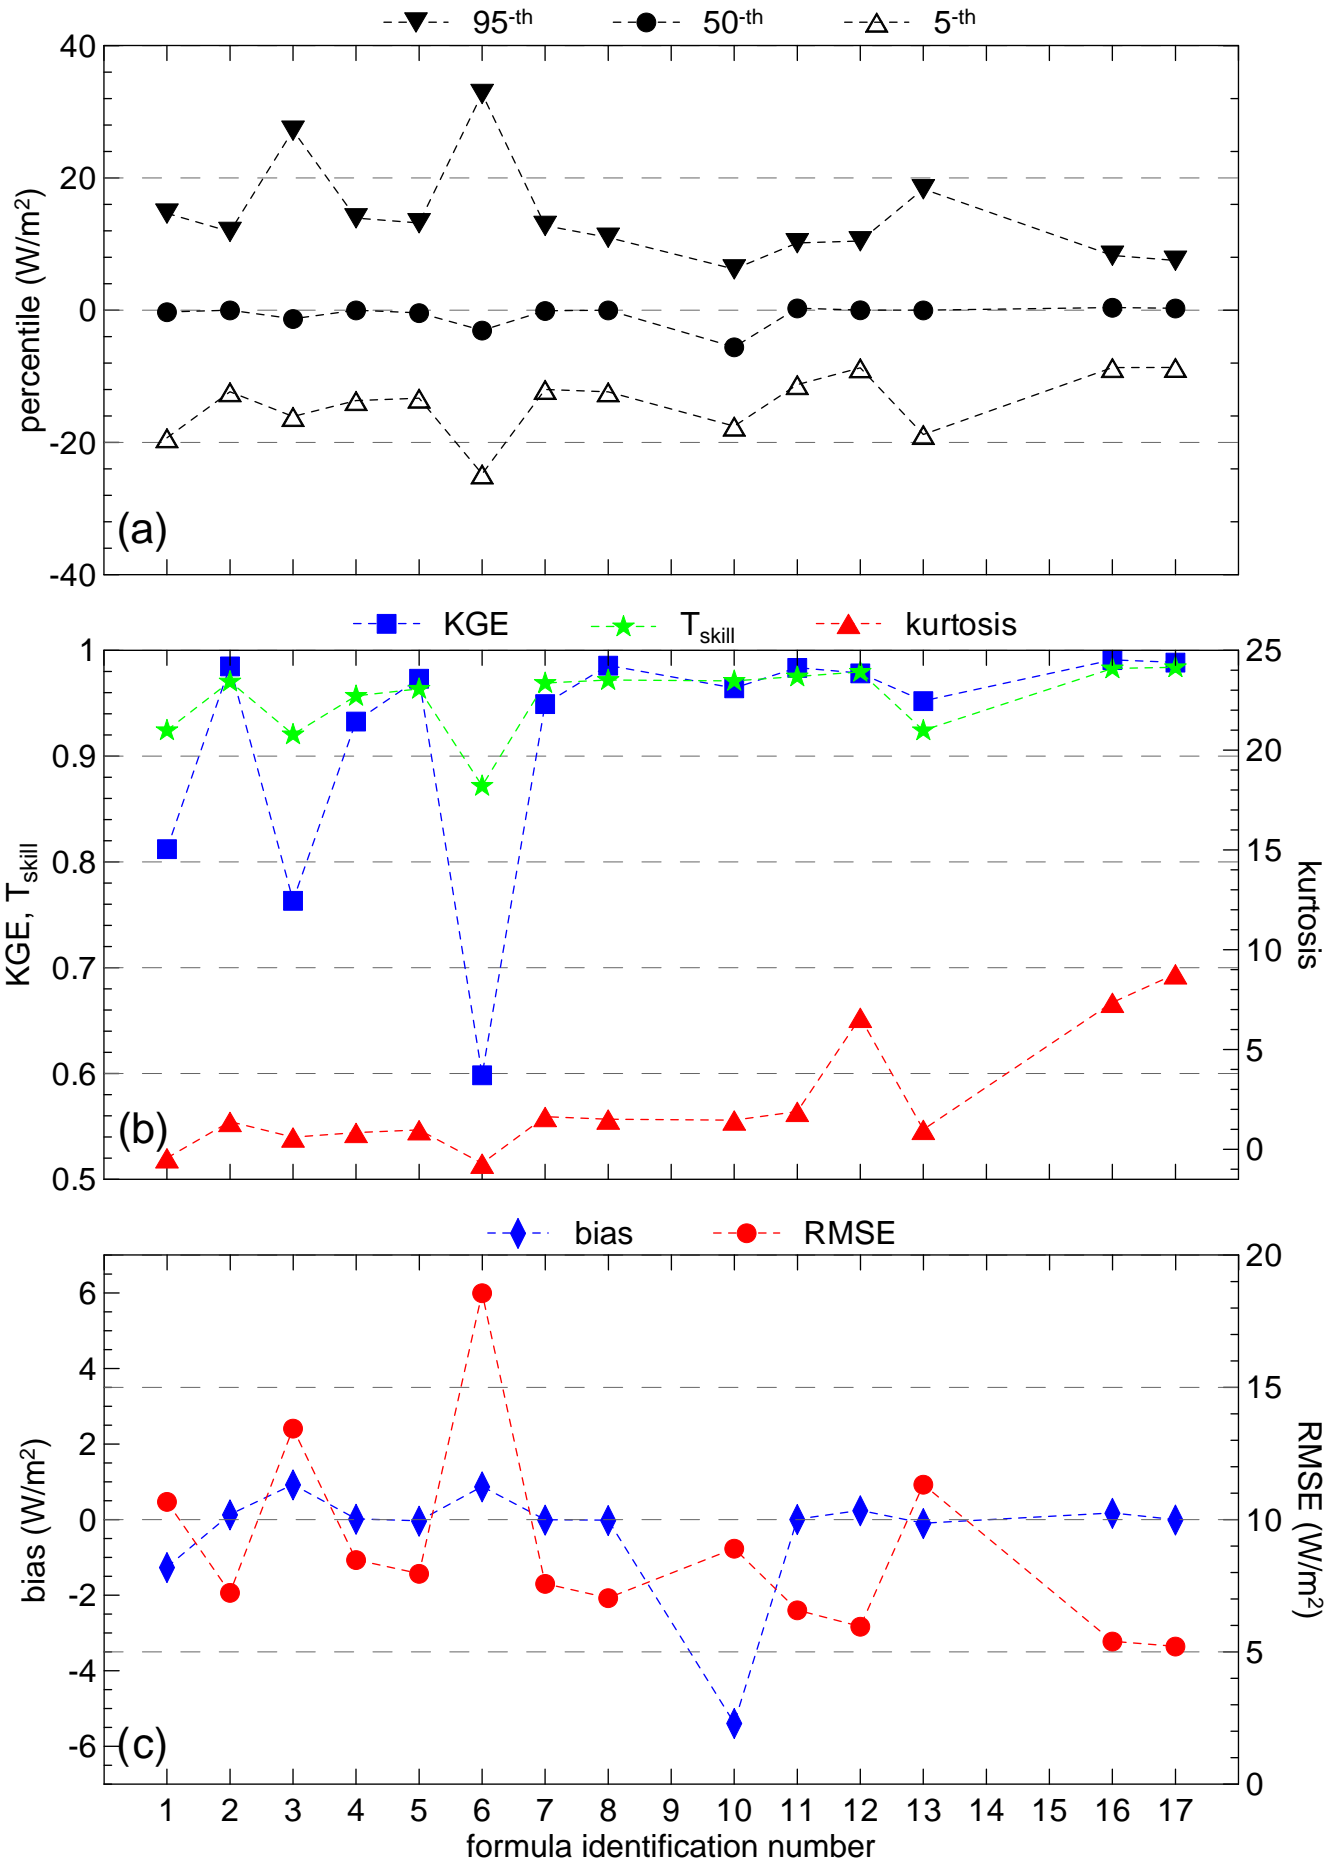 95-th 50-th 5-th
40
20
0
-20
-40
percentile (W/m²)
(a)
KGE Tskill kurtosis
1
0.9
0.8
0.7
0.6
0.5
KGE, Tskill
25
20
15
10
5
0
kurtosis
(b)
bias RMSE
6
4
2
0
-2
-4
-6
bias (W/m²)
20
15
10
5
0
RMSE (W/m²)
(c)
1 2 3 4 5 6 7 8 9 10 11 12 13 14 15 16 17
formula identification number